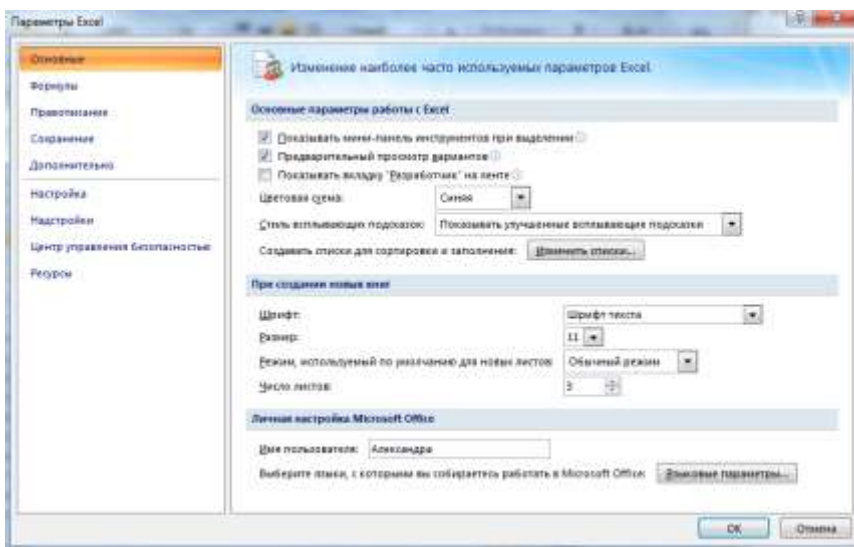 Параметры Excel
Основные
Формулы
Правописание
Сохранение
Дополнительно
Настройка
Надстройки
Центр управления безопасностью
Ресурсы
Изменение наиболее часто используемых параметров Excel.
Основные параметры работы с Excel
Показывать мини-панель инструментов при выделении
Предварительный просмотр вариантов
Показывать вкладку "Разработчик" на ленте
Цветовая схема: Синяя
Стиль всплывающих подсказок: Показывать улучшенные всплывающие подсказки
Создавать списки для сортировки и заполнения: Изменить списки...
При создании новых книг
Шрифт: Шрифт текста
Размер: 11
Режим, используемый по умолчанию для новых листов: Обычный режим
Число листов: 3
Личная настройка Microsoft Office
Имя пользователя: Александра
Выберите языки, с которыми вы собираетесь работать в Microsoft Office: Языковые параметры...
ОК Отмена